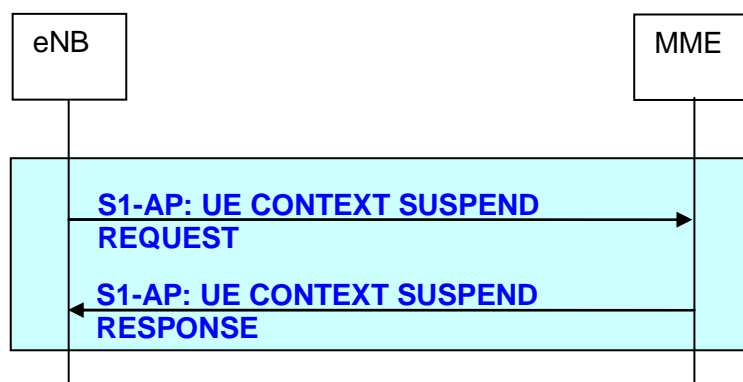 eNB
MME
S1-AP: UE CONTEXT SUSPEND
REQUEST
S1-AP: UE CONTEXT SUSPEND
RESPONSE